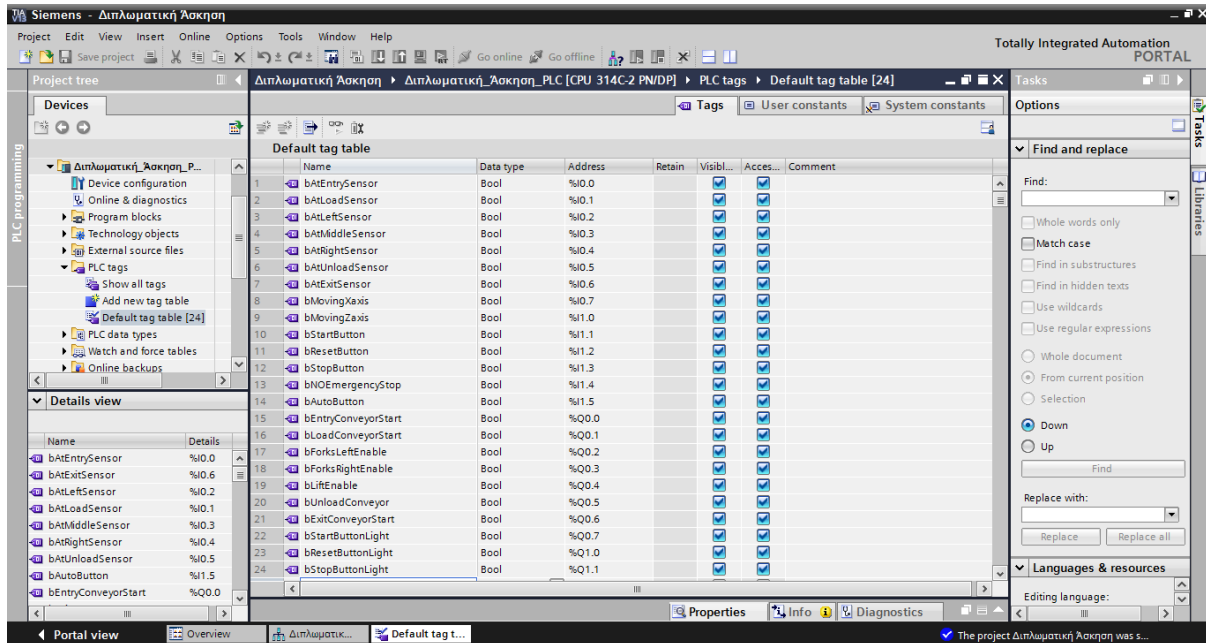 Siemens - Διπλωματική Άσκηση
Project Edit View Insert Online Options Tools Window Help
Totally Integrated Automation
PORTAL
Save project Go online Go offline
Project tree
Διπλωματική Άσκηση Διπλωματική_Άσκηση_PLC [CPU 314C-2 PN/DP] PLC tags Default tag table [24]
Tasks
Devices
Tags User constants System constants
Options
PLC programming
Default tag table
Find and replace
Διπλωματική_Άσκηση_P...
Device configuration
Online & diagnostics
Program blocks
Technology objects
External source files
PLC tags
Show all tags
Add new tag table
Default tag table [24]
PLC data types
Watch and force tables
Online backups
Details view
Name Details
bAtEntrySensor %I0.0
bAtExitSensor %I0.6
bAtLeftSensor %I0.2
bAtLoadSensor %I0.1
bAtMiddleSensor %I0.3
bAtRightSensor %I0.4
bAtUnloadSensor %I0.5
bAutoButton %I1.5
bEntryConveyorStart %Q0.0
Name Data type Address Retain Visibl... Acces... Comment
1 bAtEntrySensor Bool %I0.0
2 bAtLoadSensor Bool %I0.1
3 bAtLeftSensor Bool %I0.2
4 bAtMiddleSensor Bool %I0.3
5 bAtRightSensor Bool %I0.4
6 bAtUnloadSensor Bool %I0.5
7 bAtExitSensor Bool %I0.6
8 bMovingXaxis Bool %I0.7
9 bMovingZaxis Bool %I1.0
10 bStartButton Bool %I1.1
11 bResetButton Bool %I1.2
12 bStopButton Bool %I1.3
13 bNOEmergencyStop Bool %I1.4
14 bAutoButton Bool %I1.5
15 bEntryConveyorStart Bool %Q0.0
16 bLoadConveyorStart Bool %Q0.1
17 bForksLeftEnable Bool %Q0.2
18 bForksRightEnable Bool %Q0.3
19 bLiftEnable Bool %Q0.4
20 bUnloadConveyor Bool %Q0.5
21 bExitConveyorStart Bool %Q0.6
22 bStartButtonLight Bool %Q0.7
23 bResetButtonLight Bool %Q1.0
24 bStopButtonLight Bool %Q1.1
Properties Info Diagnostics
Find:
Whole words only
Match case
Find in substructures
Find in hidden texts
Use wildcards
Use regular expressions
Whole document
From current position
Selection
Down
Up
Find
Replace with:
Replace Replace all
Languages & resources
Editing language:
Tasks
Libraries
Portal view Overview Διπλωματικ... Default tag t... The project Διπλωματική Άσκηση was s...